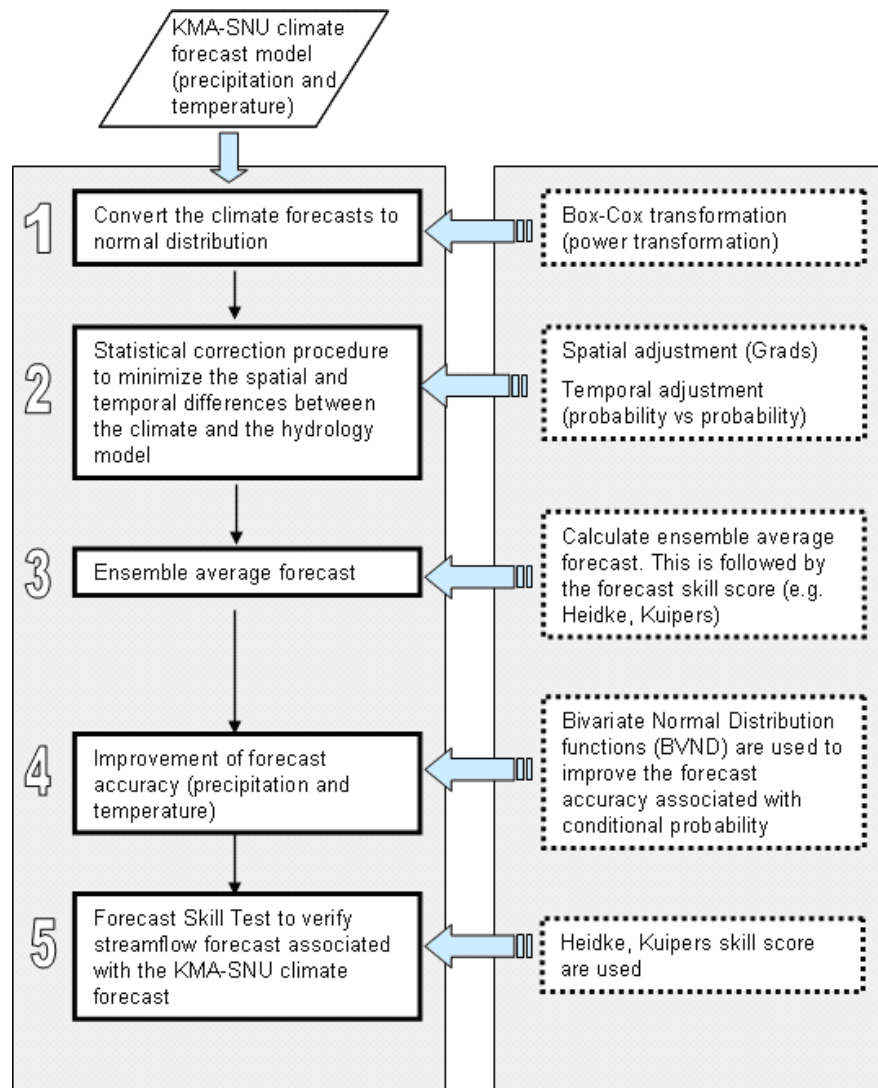 KMA-SNU climate
forecast model
(precipitation and
temperature)
1
Convert the climate forecasts to
normal distribution
Box-Cox transformation
(power transformation)
2
Statistical correction procedure
to minimize the spatial and
temporal differences between
the climate and the hydrology
model
Spatial adjustment (Grads)
Temporal adjustment
(probability vs probability)
3
Ensemble average forecast
Calculate ensemble average
forecast. This is followed by
the forecast skill score (e.g.
Heidke, Kuipers)
4
Improvement of forecast
accuracy (precipitation and
temperature)
Bivariate Normal Distribution
functions (BVND) are used to
improve the forecast
accuracy associated with
conditional probability
5
Forecast Skill Test to verify
streamflow forecast associated
with the KMA-SNU climate
forecast
Heidke, Kuipers skill score
are used